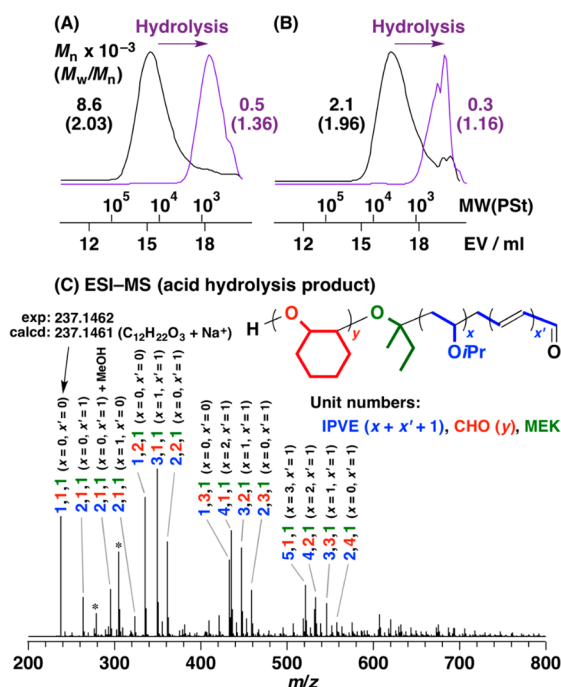 (A)
Hydrolysis
Mn x 10−3
(Mw/Mn)
8.6
(2.03)
0.5
(1.36)
(B)
Hydrolysis
2.1
(1.96)
0.3
(1.16)
105 104 103 105 104 103 MW(PSt)
12 15 18 12 15 18 EV / ml
(C) ESI–MS (acid hydrolysis product)
exp: 237.1462
calcd: 237.1461 (C12H22O3 + Na+)
H O y O x x' O
OiPr
Unit numbers:
IPVE (x + x' + 1), CHO (y), MEK
1,1,1 (x = 0, x' = 0)
2,1,1 (x = 0, x' = 1)
2,1,1 (x = 0, x' = 1) + MeOH
2,1,1 (x = 1, x' = 0)
1,2,1 (x = 0, x' = 0)
3,1,1 (x = 1, x' = 1)
2,2,1 (x = 0, x' = 1)
1,3,1 (x = 0, x' = 0)
4,1,1 (x = 2, x' = 1)
3,2,1 (x = 1, x' = 1)
2,3,1 (x = 0, x' = 1)
5,1,1 (x = 3, x' = 1)
4,2,1 (x = 2, x' = 1)
3,3,1 (x = 1, x' = 1)
2,4,1 (x = 0, x' = 1)
* *
200 300 400 500 600 700 800
m/z